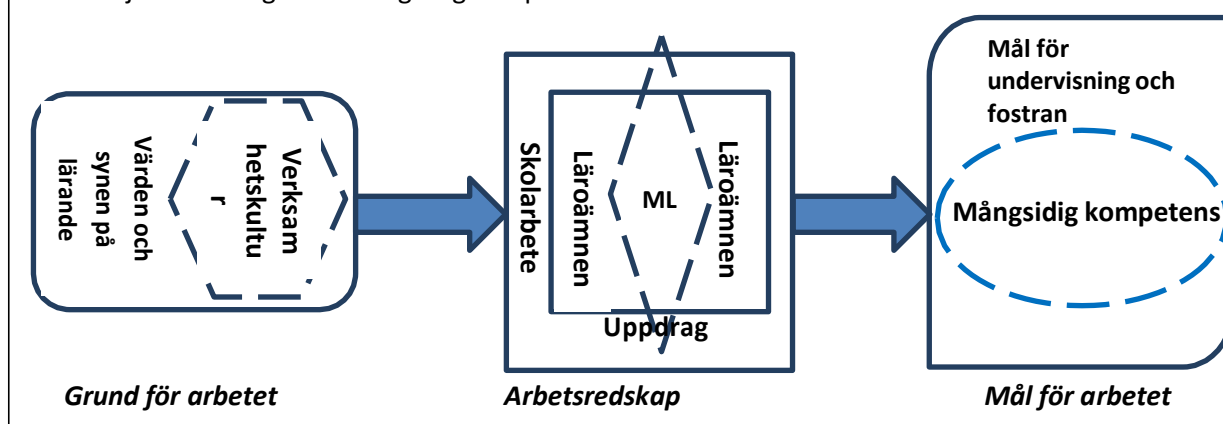 Värden och
synen på
lärande
Verksam
hetskultu
r
Skolarbete
Läroämnen
ML
Läroämnen
Uppdrag
Mål för
undervisning och
fostran
Mångsidig kompetens
Grund för arbetet
Arbetsredskap
Mål för arbetet